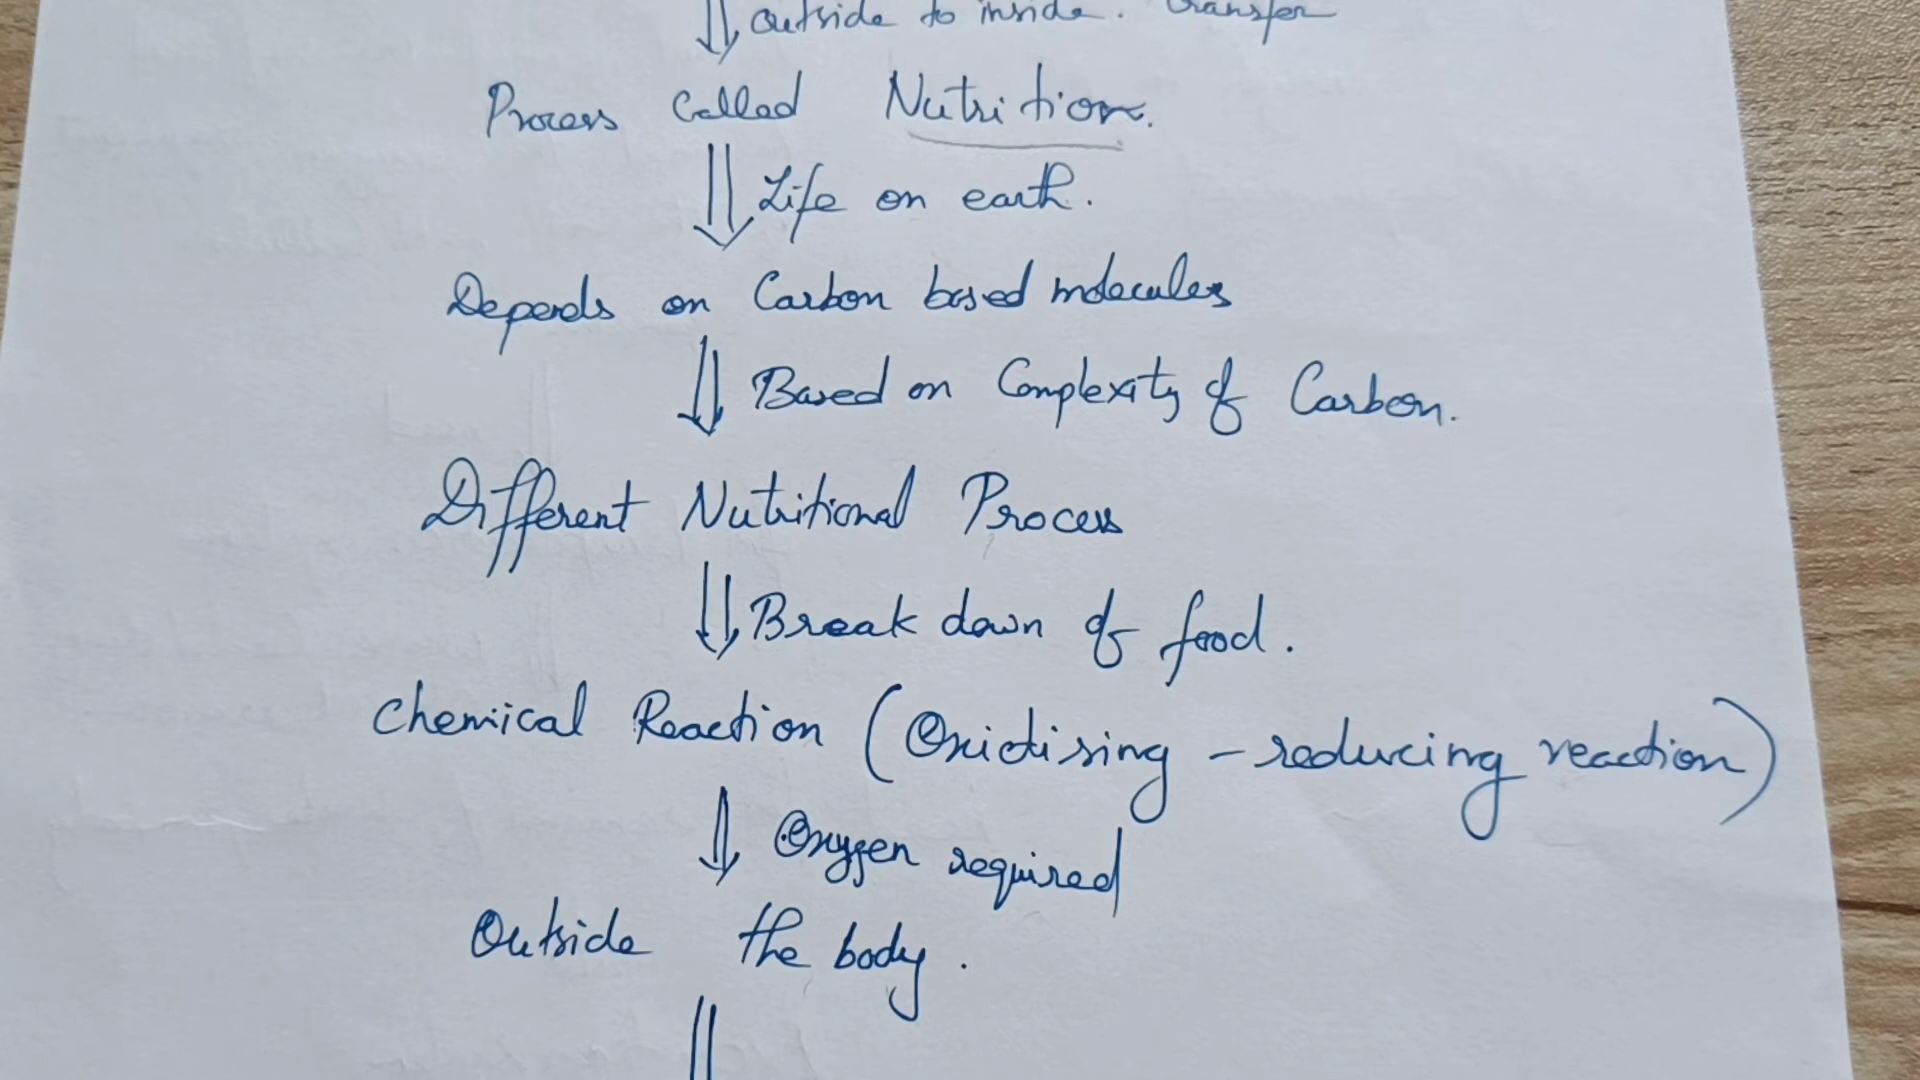 outside to inside. transfer
Process Called Nutrition.
Life on earth.
Depends on Carbon based molecules
Based on Complexity of Carbon.
Different Nutritional Process
Break down of food.
Chemical Reaction (Oxidising - reducing reaction)
Oxygen required
Outside the body.